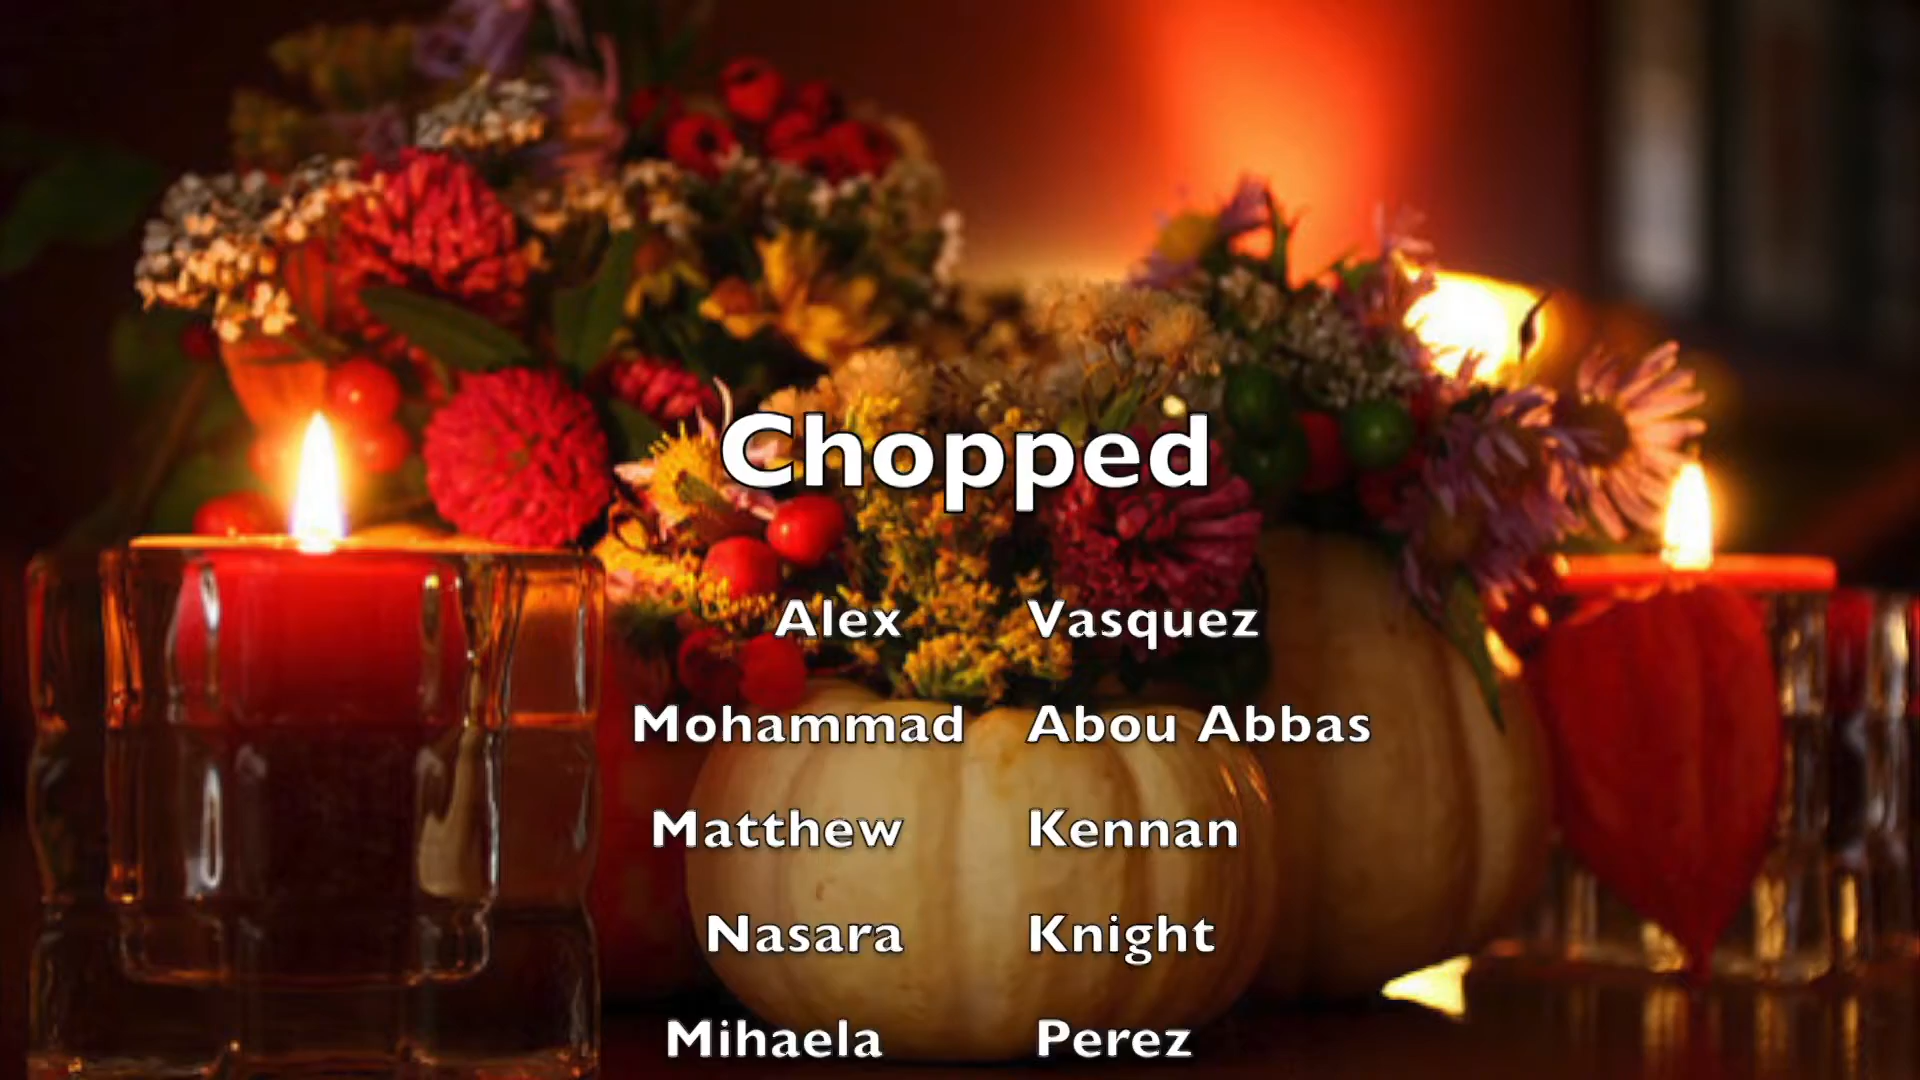 Chopped
Alex Vasquez
Mohammad Abou Abbas
Matthew Kennan
Nasara Knight
Mihaela Perez